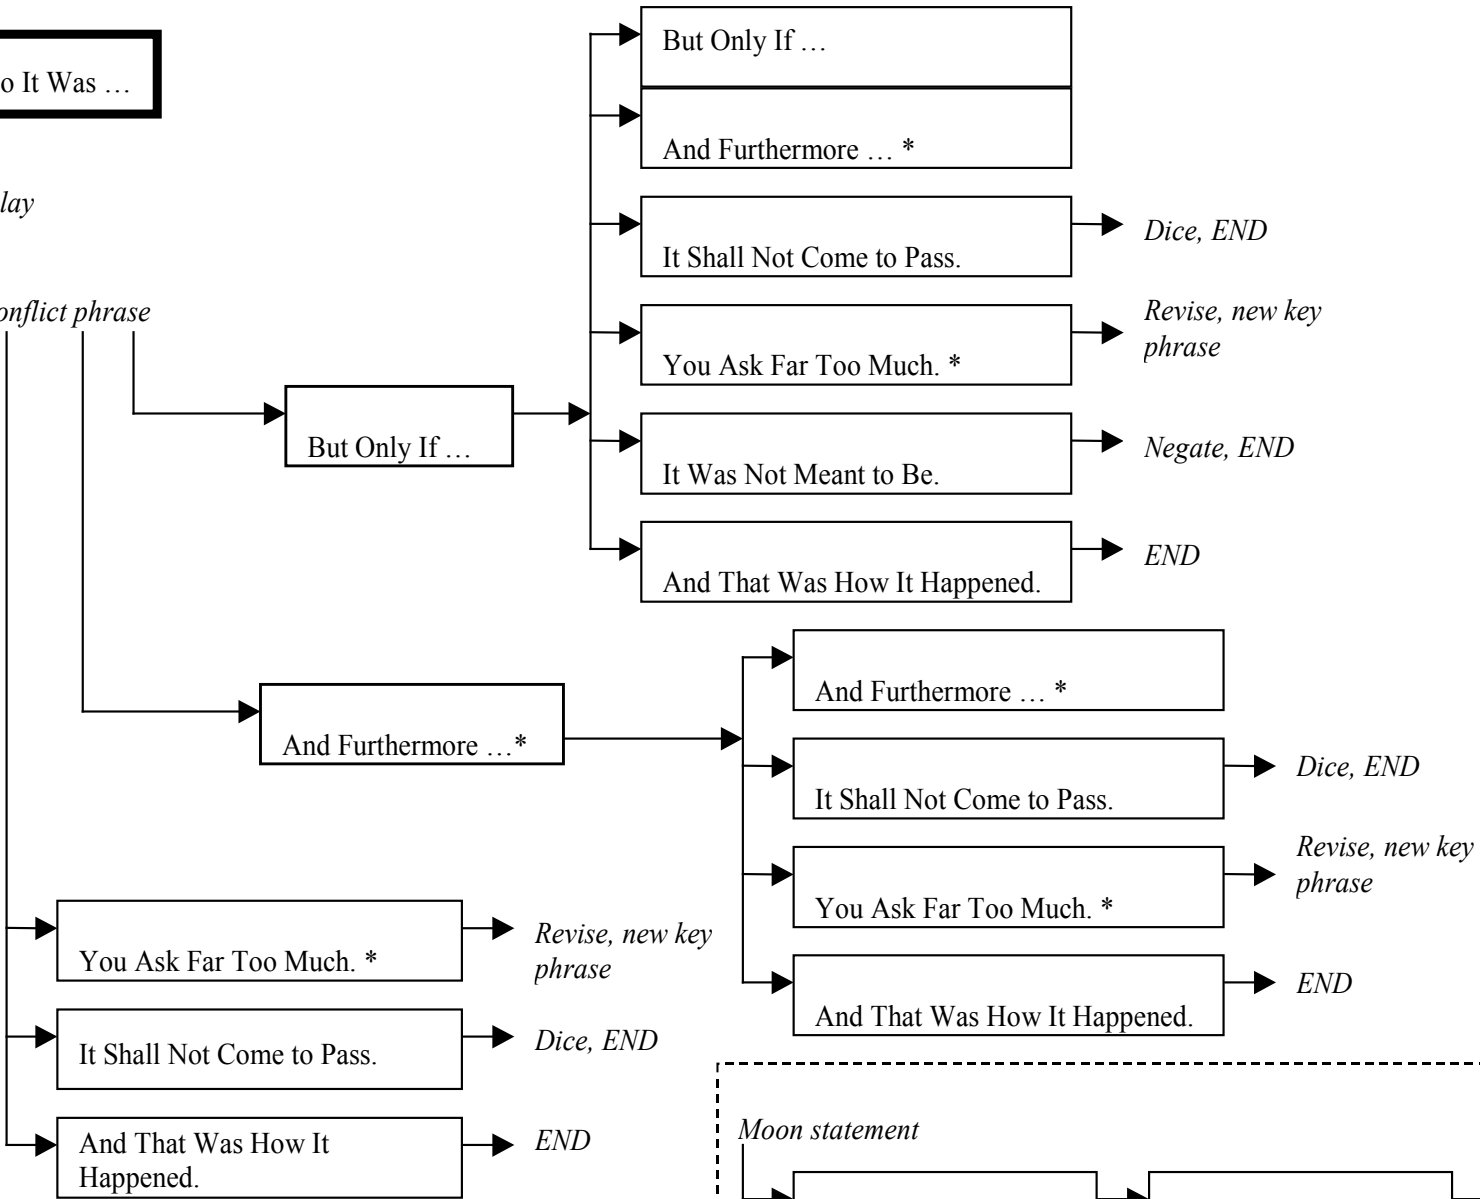 o It Was …
lay
onflict phrase
But Only If …
But Only If …
And Furthermore … *
It Shall Not Come to Pass.
Dice, END
You Ask Far Too Much. *
Revise, new key
phrase
It Was Not Meant to Be.
Negate, END
And That Was How It Happened.
END
And Furthermore …*
And Furthermore … *
It Shall Not Come to Pass.
Dice, END
You Ask Far Too Much. *
Revise, new key
phrase
And That Was How It Happened.
END
You Ask Far Too Much. *
Revise, new key
phrase
It Shall Not Come to Pass.
Dice, END
And That Was How It
Happened.
END
Moon statement